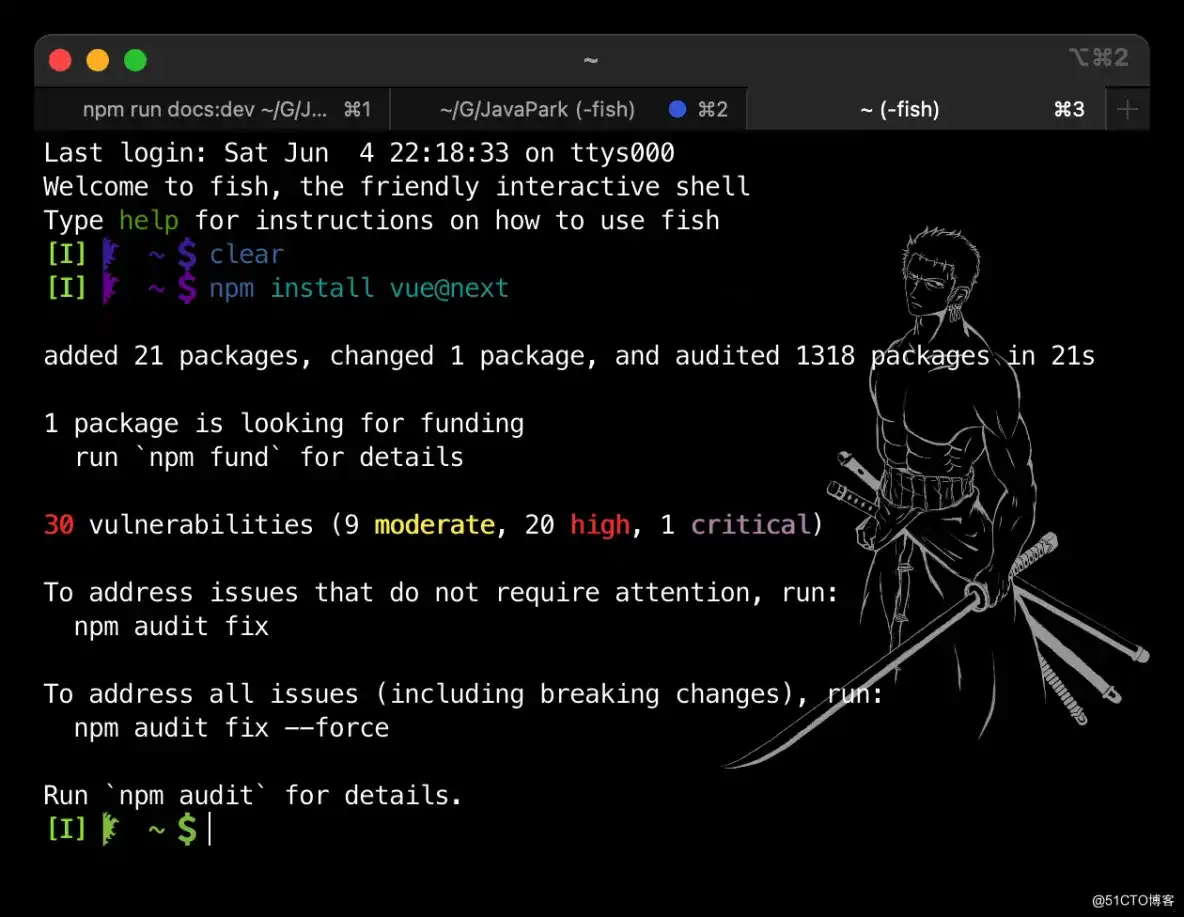 ~ ⌥⌘2
npm run docs:dev ~/G/J... ⌘1 ~/G/JavaPark (-fish) ⌘2 ~ (-fish) ⌘3 +
Last login: Sat Jun  4 22:18:33 on ttys000
Welcome to fish, the friendly interactive shell
Type help for instructions on how to use fish
[I] ~ $ clear
[I] ~ $ npm install vue@next
added 21 packages, changed 1 package, and audited 1318 packages in 21s
1 package is looking for funding
  run `npm fund` for details
30 vulnerabilities (9 moderate, 20 high, 1 critical)
To address issues that do not require attention, run:
  npm audit fix
To address all issues (including breaking changes), run:
  npm audit fix --force
Run `npm audit` for details.
[I] ~ $
@51CTO博客